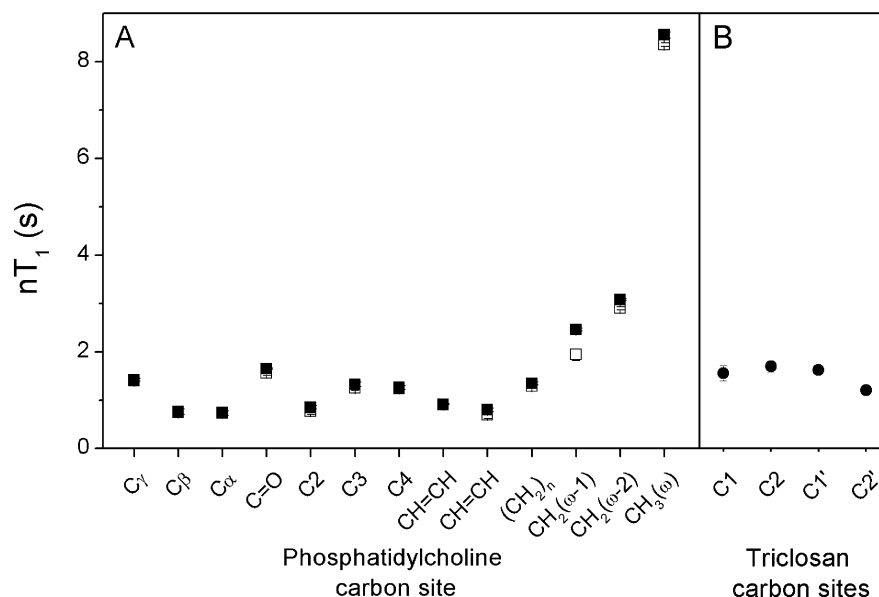 A
B
8
6
4
2
0
nT₁ (s)
Cγ
Cβ
Cα
C=O
C2
C3
C4
CH=CH
CH=CH
(CH₂)ₙ
CH₂(ω-1)
CH₂(ω-2)
CH₃(ω)
C1
C2
C1'
C2'
Phosphatidylcholine
carbon site
Triclosan
carbon sites